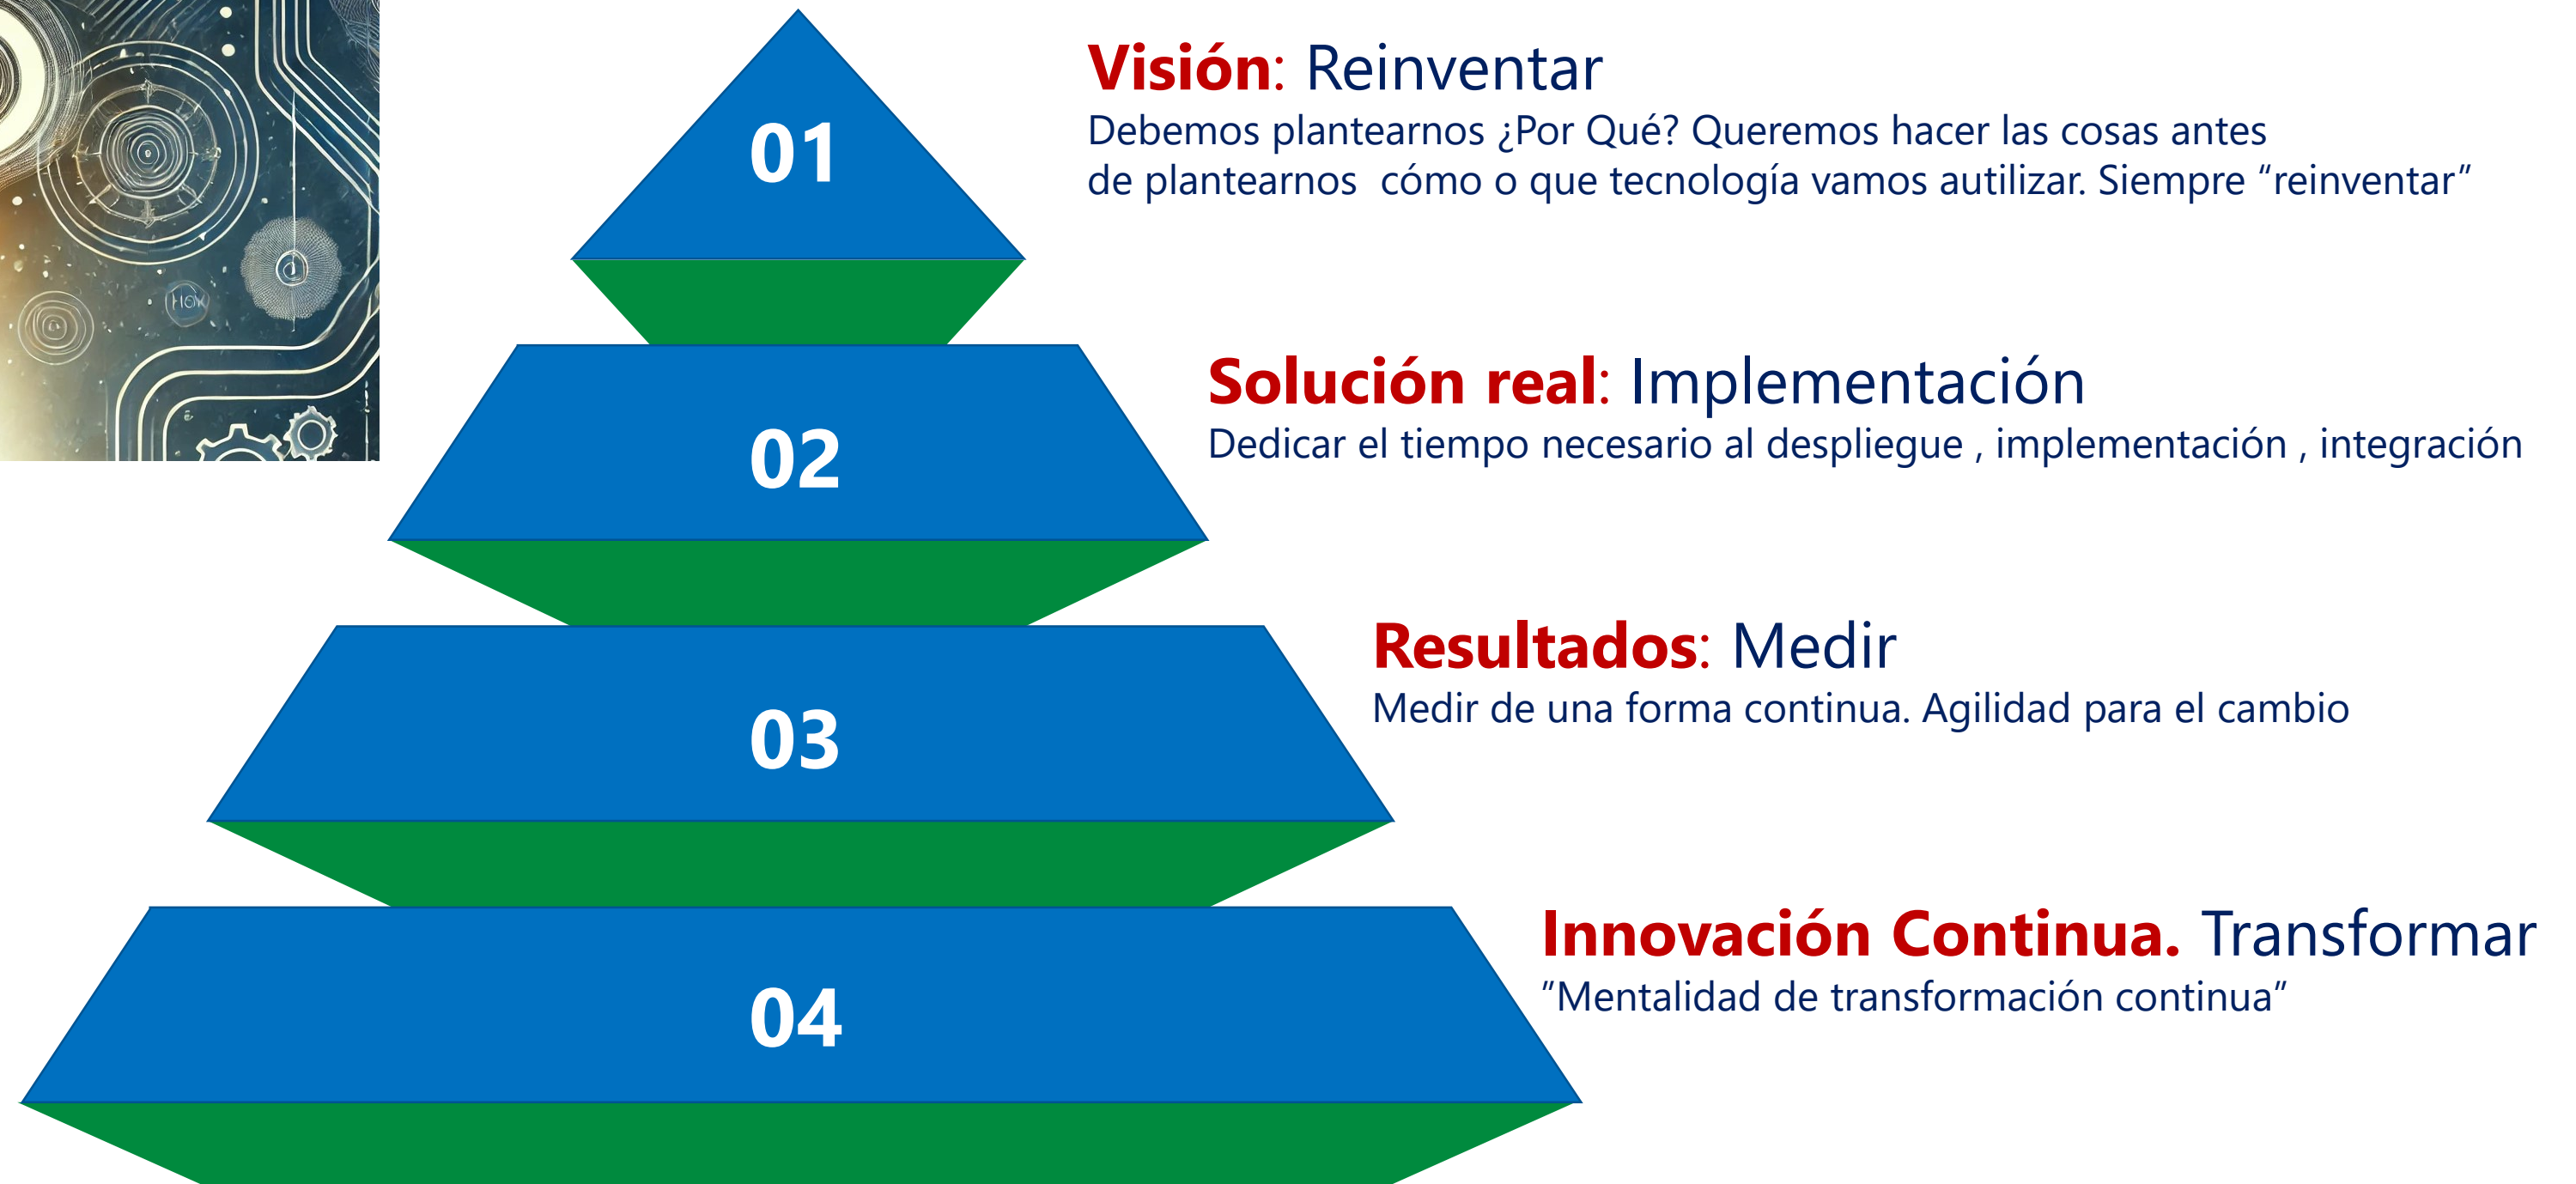 01
Visión: Reinventar
Debemos plantearnos ¿Por Qué? Queremos hacer las cosas antes
de plantearnos  cómo o que tecnología vamos autilizar. Siempre “reinventar”
02
Solución real: Implementación
Dedicar el tiempo necesario al despliegue , implementación , integración
03
Resultados: Medir
Medir de una forma continua. Agilidad para el cambio
04
Innovación Continua. Transformar
”Mentalidad de transformación continua”